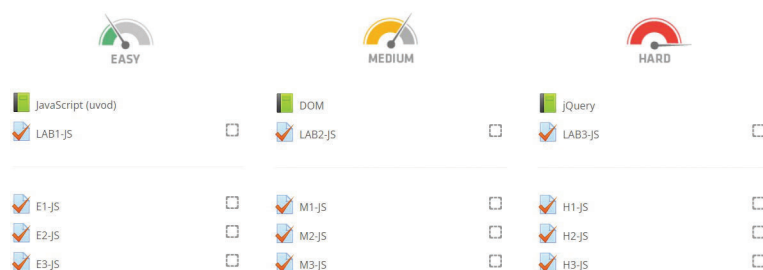 EASY
MEDIUM
HARD
JavaScript (uvod)
DOM
jQuery
LAB1-JS
LAB2-JS
LAB3-JS
E1-JS
M1-JS
H1-JS
E2-JS
M2-JS
H2-JS
E3-JS
M3-JS
H3-JS